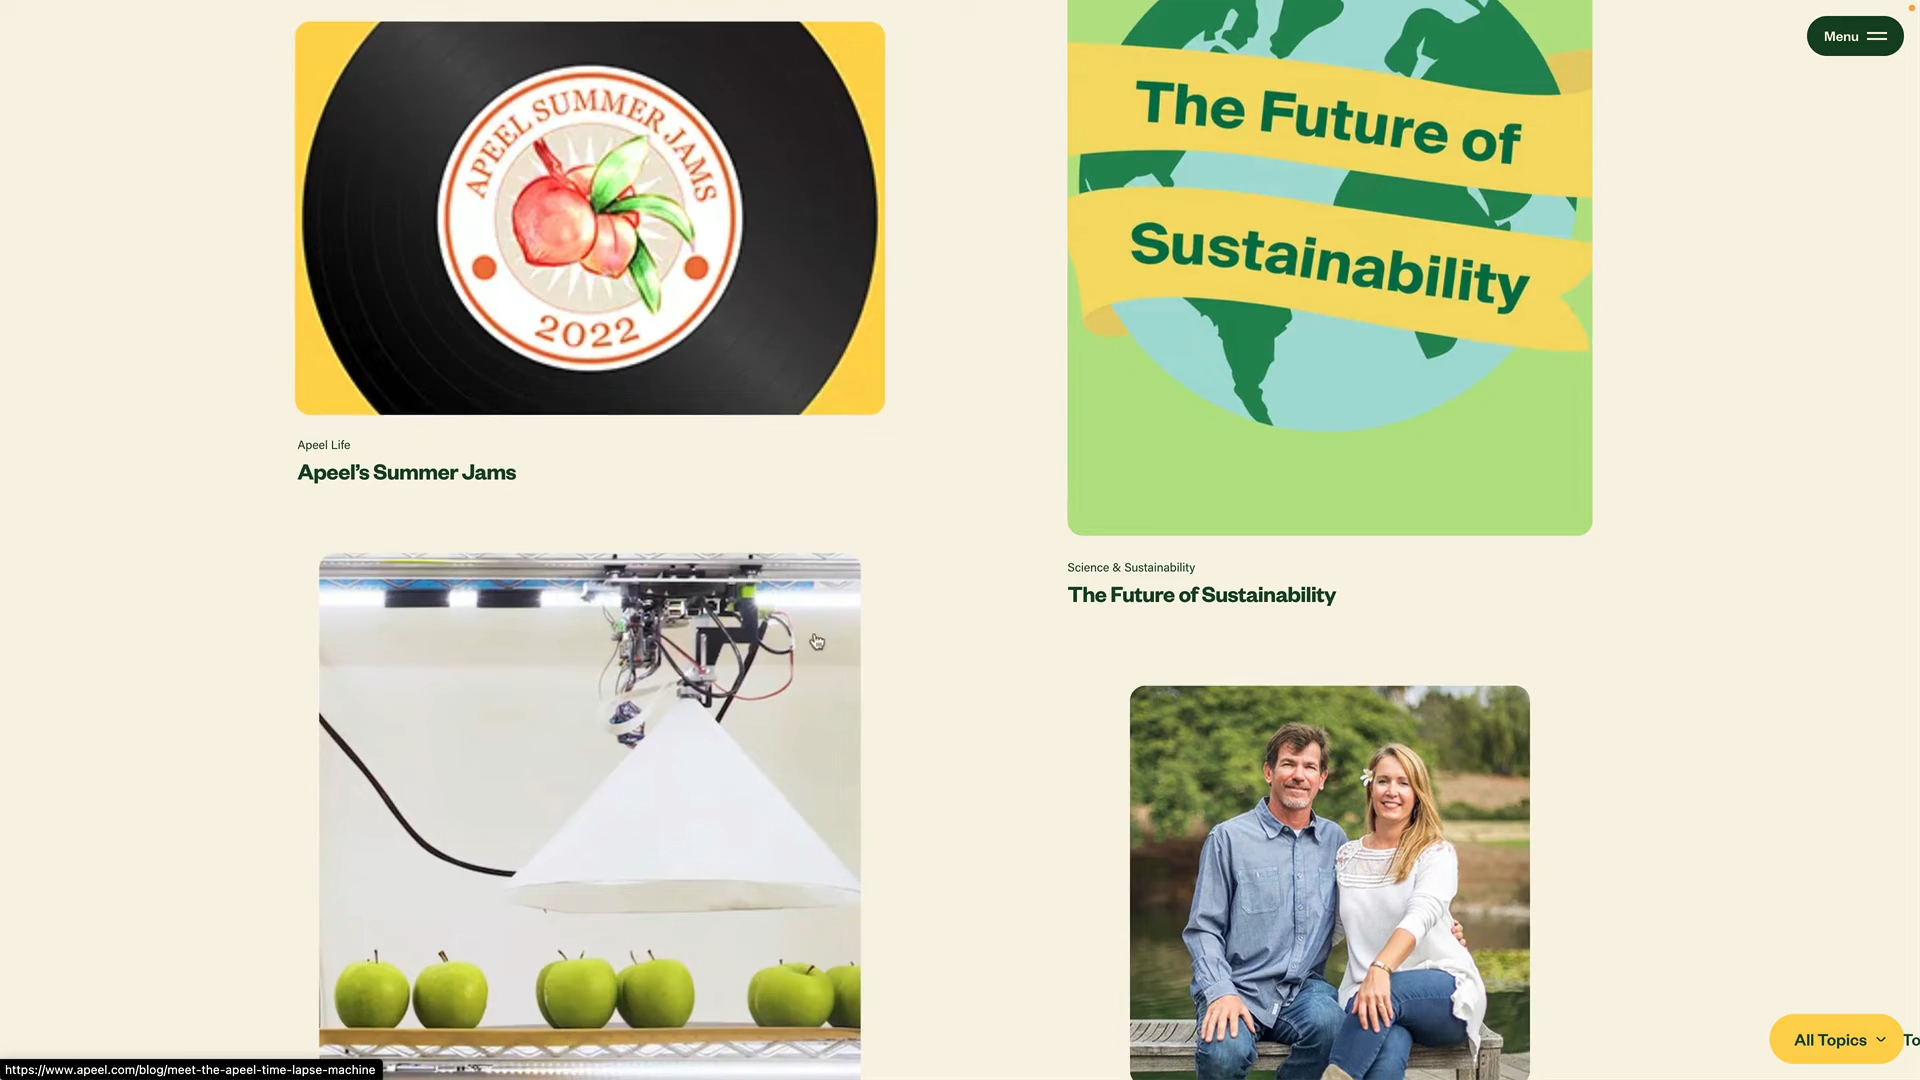 Menu
APEEL SUMMER JAMS
2022
Apeel Life
Apeel’s Summer Jams
The Future of
Sustainability
Science & Sustainability
The Future of Sustainability
All Topics
To
https://www.apeel.com/blog/meet-the-apeel-time-lapse-machine